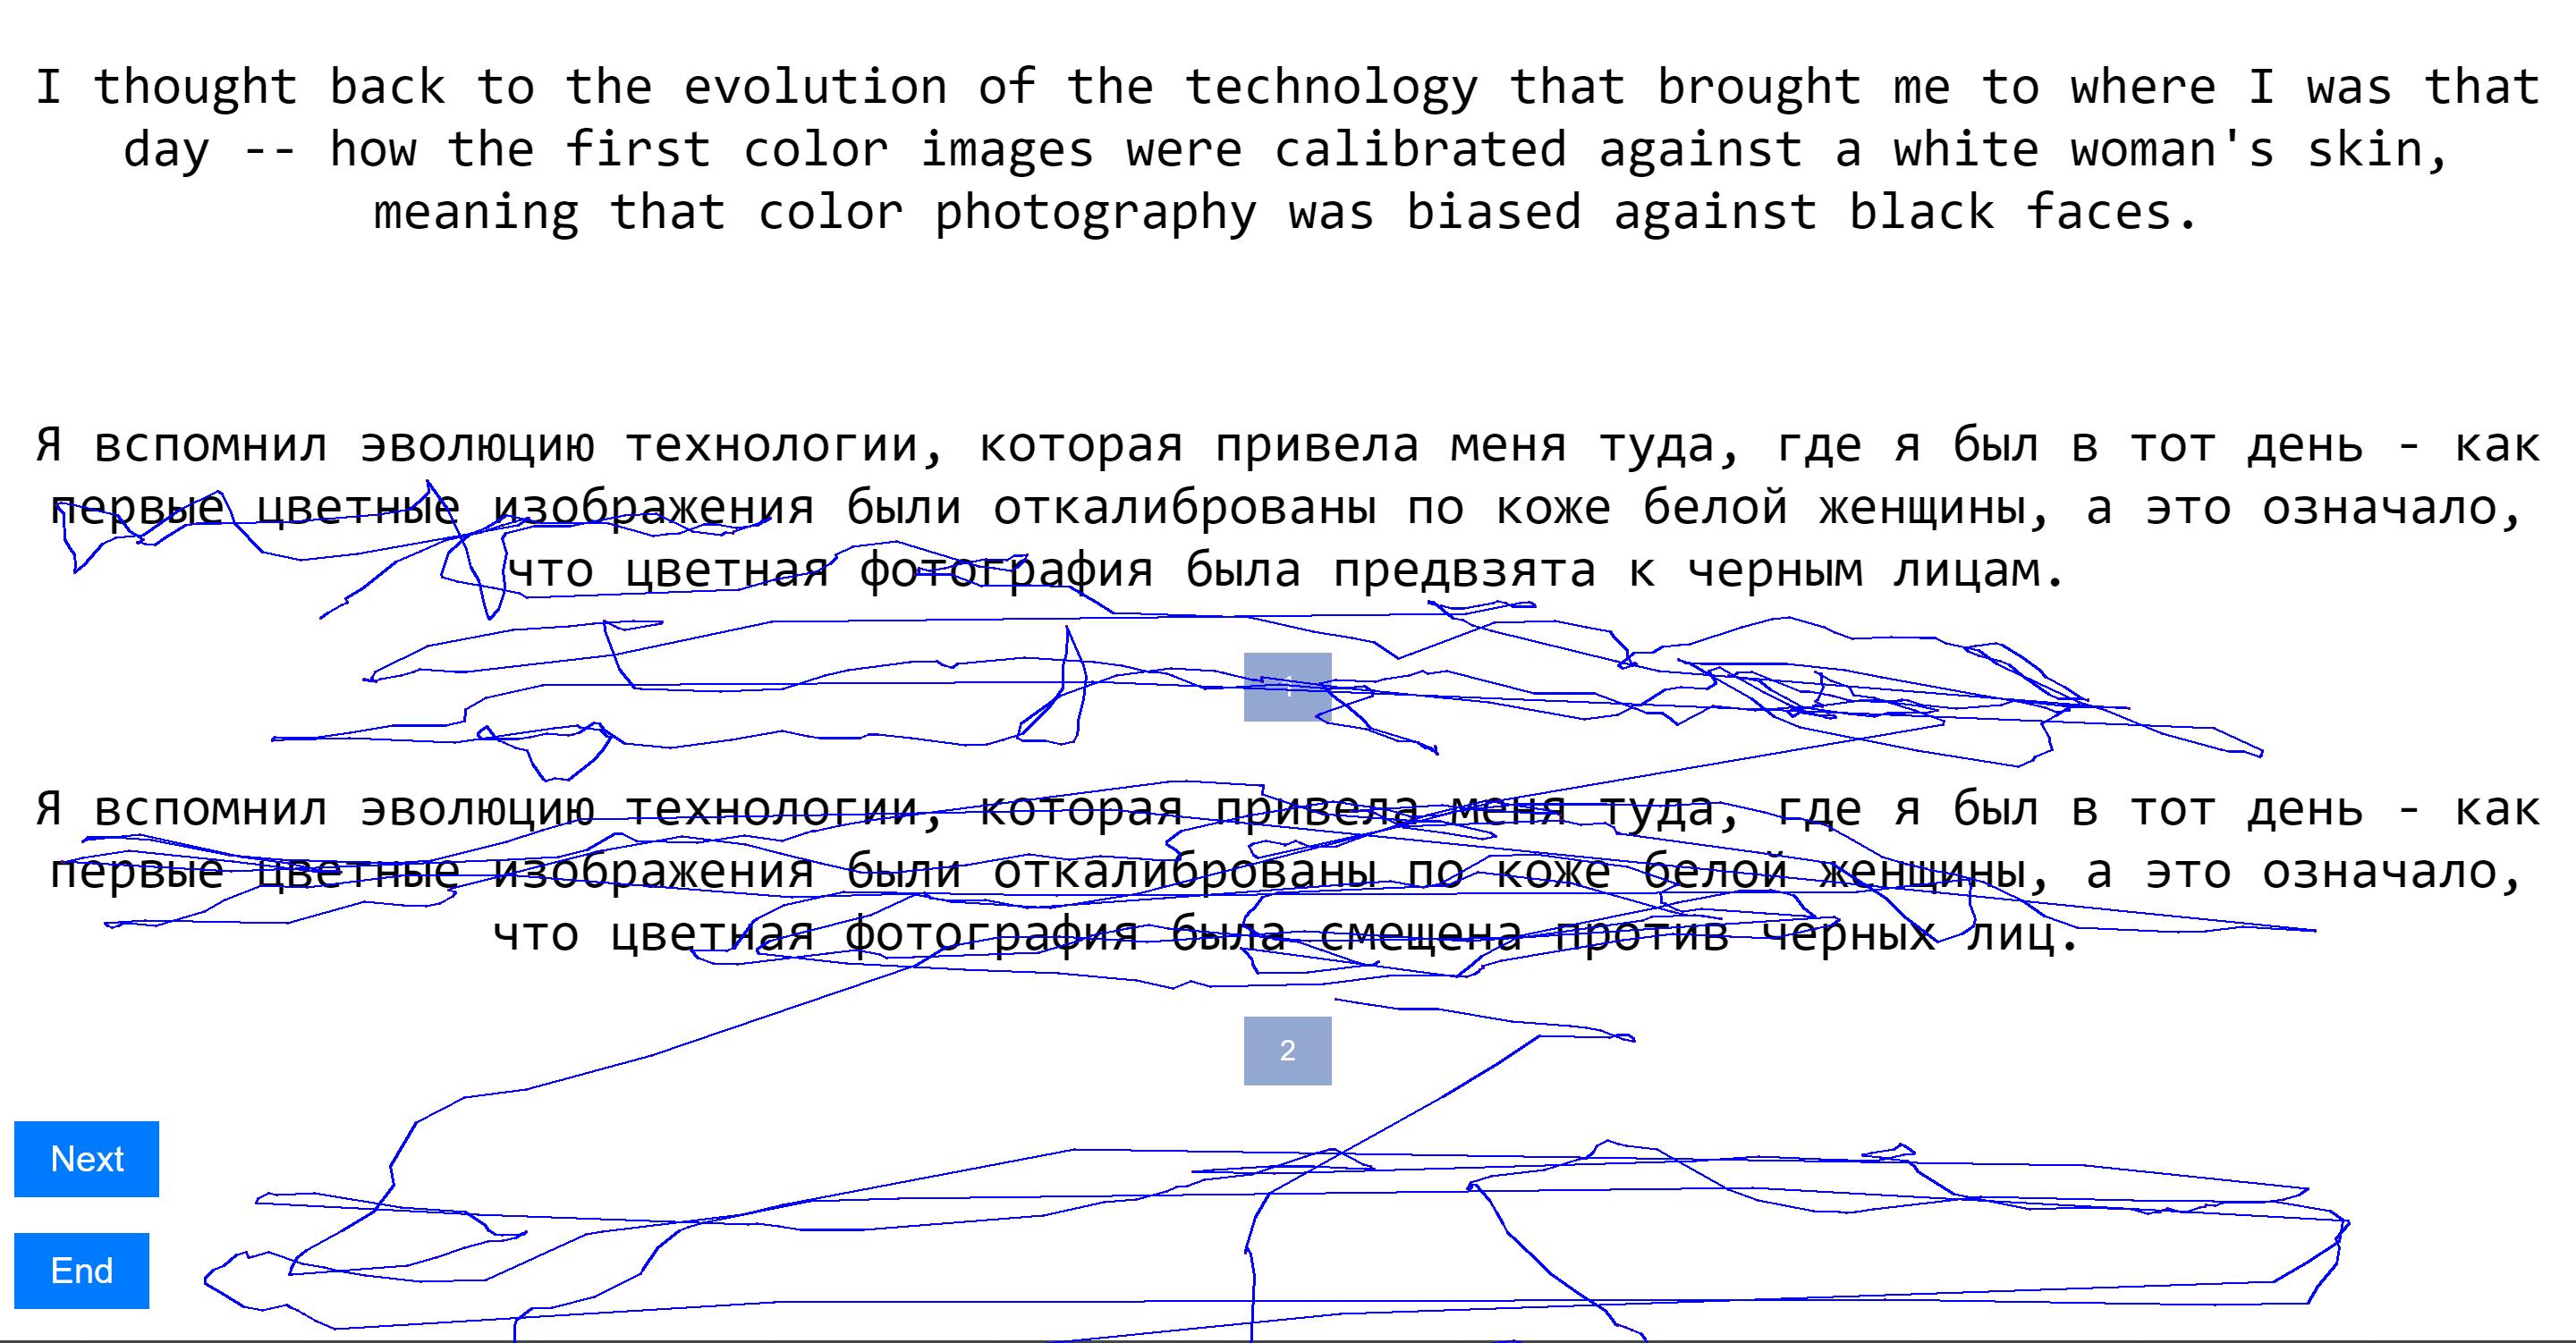 I thought back to the evolution of the technology that brought me to where I was that
day -- how the first color images were calibrated against a white woman's skin,
meaning that color photography was biased against black faces.
Я вспомнил эволюцию технологии, которая привела меня туда, где я был в тот день - как
первые цветные изображения были откалиброваны по коже белой женщины, а это означало,
что цветная фотография была предвзята к черным лицам.
1
Я вспомнил эволюцию технологии, которая привела меня туда, где я был в тот день - как
первые цветные изображения были откалиброваны по коже белой женщины, а это означало,
что цветная фотография была смещена против черных лиц.
2
Next
End